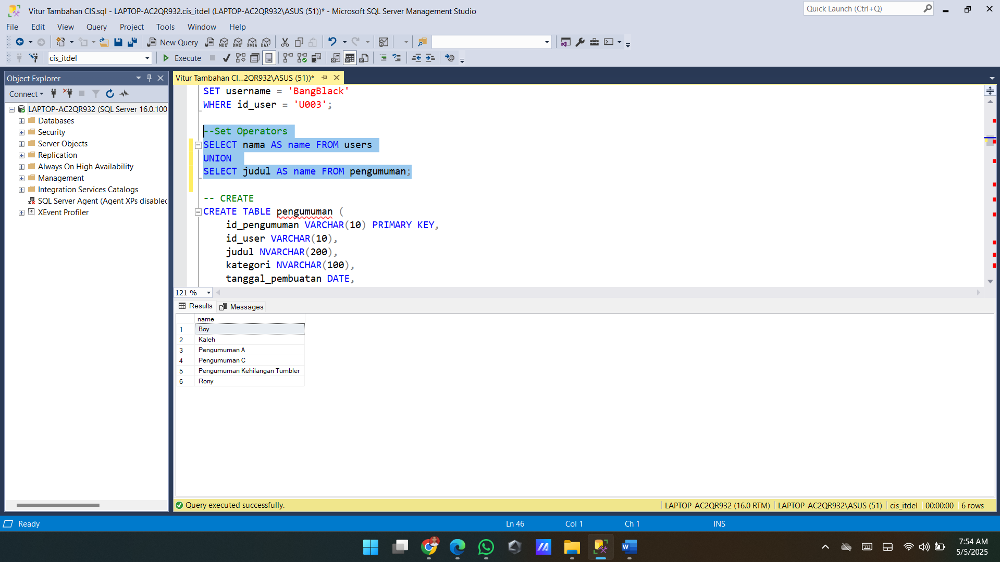 Vitur Tambahan CIS.sql - LAPTOP-AC2QR932.cis_itdel (LAPTOP-AC2QR932\ASUS (51))* - Microsoft SQL Server Management Studio
Quick Launch (Ctrl+Q)
File Edit View Query Project Tools Window Help
New Query MDX DMX XMLA DAX
cis_itdel Execute
Object Explorer
Connect
LAPTOP-AC2QR932 (SQL Server 16.0.100
Databases
Security
Server Objects
Replication
Always On High Availability
Management
Integration Services Catalogs
SQL Server Agent (Agent XPs disabled
XEvent Profiler
Vitur Tambahan CI...2QR932\ASUS (51))*
SET username = 'BangBlack'
WHERE id_user = 'U003';
--Set Operators
SELECT nama AS name FROM users
UNION
SELECT judul AS name FROM pengumuman;
-- CREATE
CREATE TABLE pengumuman (
id_pengumuman VARCHAR(10) PRIMARY KEY,
id_user VARCHAR(10),
judul NVARCHAR(200),
kategori NVARCHAR(100),
tanggal_pembuatan DATE,
121 %
Results Messages
name
1 Boy
2 Kaleh
3 Pengumuman A
4 Pengumuman C
5 Pengumuman Kehilangan Tumbler
6 Rony
Query executed successfully. LAPTOP-AC2QR932 (16.0 RTM) LAPTOP-AC2QR932\ASUS (51) cis_itdel 00:00:00 6 rows
Ready Ln 46 Col 1 Ch 1 INS
7:54 AM
5/5/2025